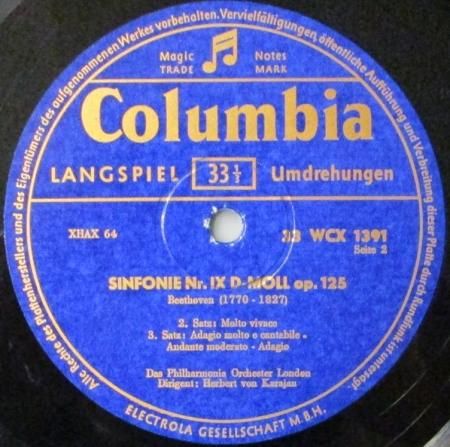 Alle Rechte des Plattenherstellers und des Eigentümers des aufgenommenen Werkes vorbehalten. Vervielfältigungen, öffentliche Aufführung und Verbreitung dieser Platte durch Rundfunk ist untersagt.
Magic Notes
TRADE MARK
Columbia
LANGSPIEL 33⅓ Umdrehungen
XHAX 64
33 WCX 1391
Seite 2
SINFONIE Nr. IX D-MOLL op. 125
Beethoven (1770 - 1827)
2. Satz: Molto vivace
3. Satz: Adagio molto e cantabile -
Andante moderato - Adagio
Das Philharmonia Orchester London
Dirigent: Herbert von Karajan
ELECTROLA GESELLSCHAFT M.B.H.